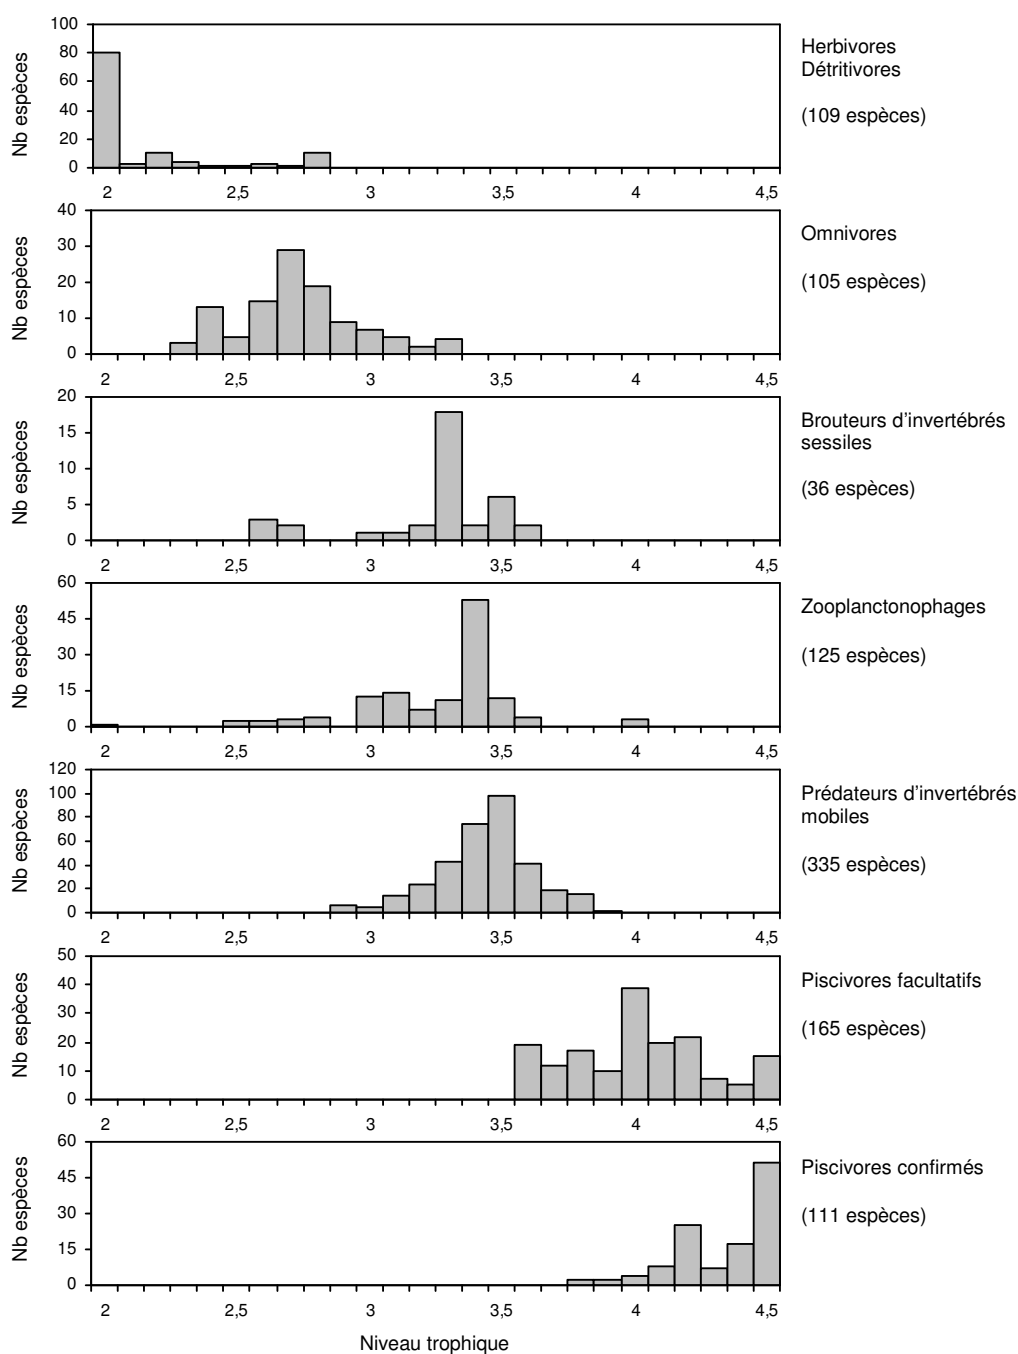 Nb espèces
100
80
60
40
20
0
2 2,5 3 3,5 4 4,5
Herbivores
Détritivores
(109 espèces)
Nb espèces
40
30
20
10
0
2 2,5 3 3,5 4 4,5
Omnivores
(105 espèces)
Nb espèces
20
15
10
5
0
2 2,5 3 3,5 4 4,5
Brouteurs d'invertébrés
sessiles
(36 espèces)
Nb espèces
60
45
30
15
0
2 2,5 3 3,5 4 4,5
Zooplanctonophages
(125 espèces)
Nb espèces
120
100
80
60
40
20
0
2 2,5 3 3,5 4 4,5
Prédateurs d'invertébrés
mobiles
(335 espèces)
Nb espèces
50
40
30
20
10
0
2 2,5 3 3,5 4 4,5
Piscivores facultatifs
(165 espèces)
Nb espèces
60
45
30
15
0
2 2,5 3 3,5 4 4,5
Piscivores confirmés
(111 espèces)
Niveau trophique